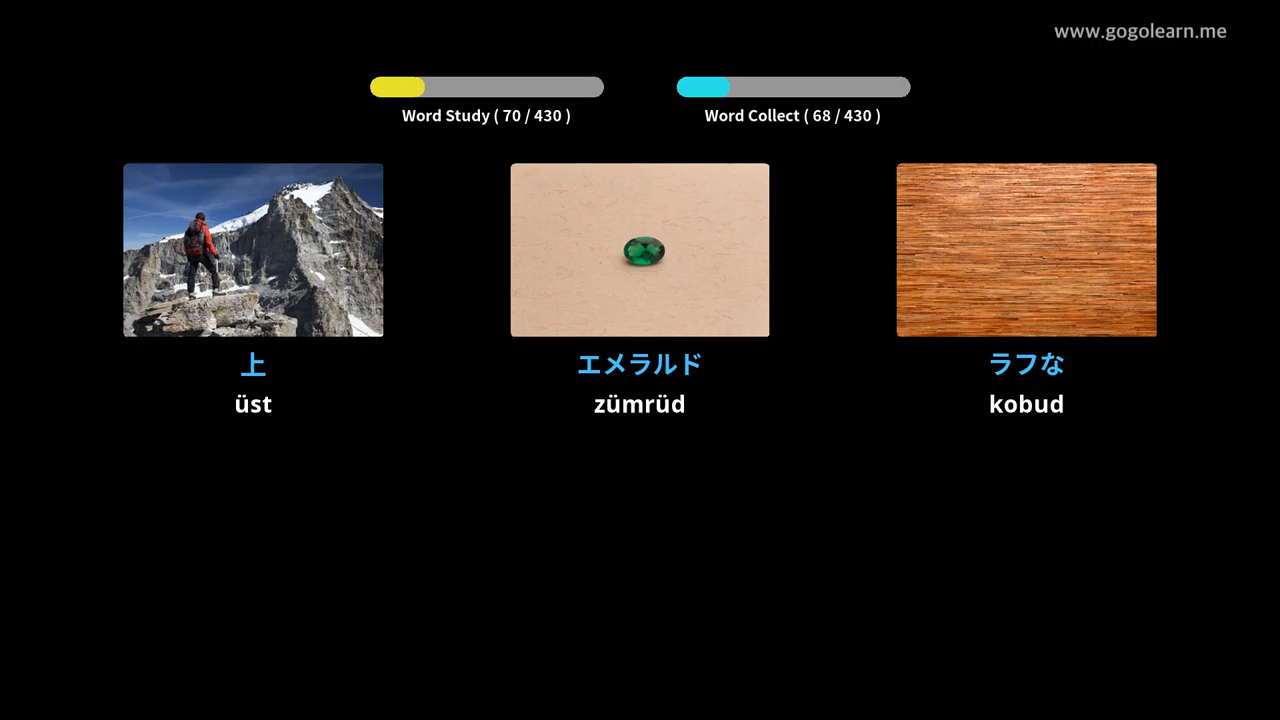 www.gogolearn.me
Word Study ( 70 / 430 )
Word Collect ( 68 / 430 )
上
エメラルド
ラフな
üst
zümrüd
kobud